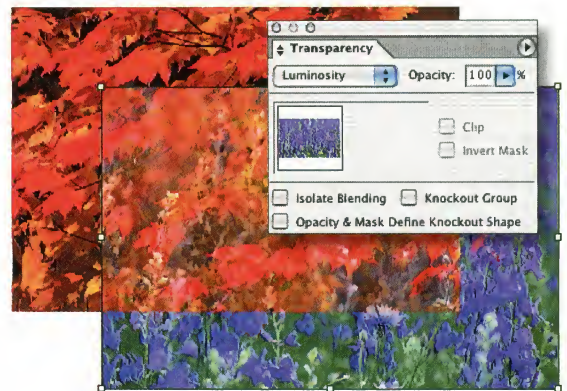 Transparency
Luminosity Opacity: 100 %
Clip
Invert Mask
Isolate Blending Knockout Group
Opacity & Mask Define Knockout Shape